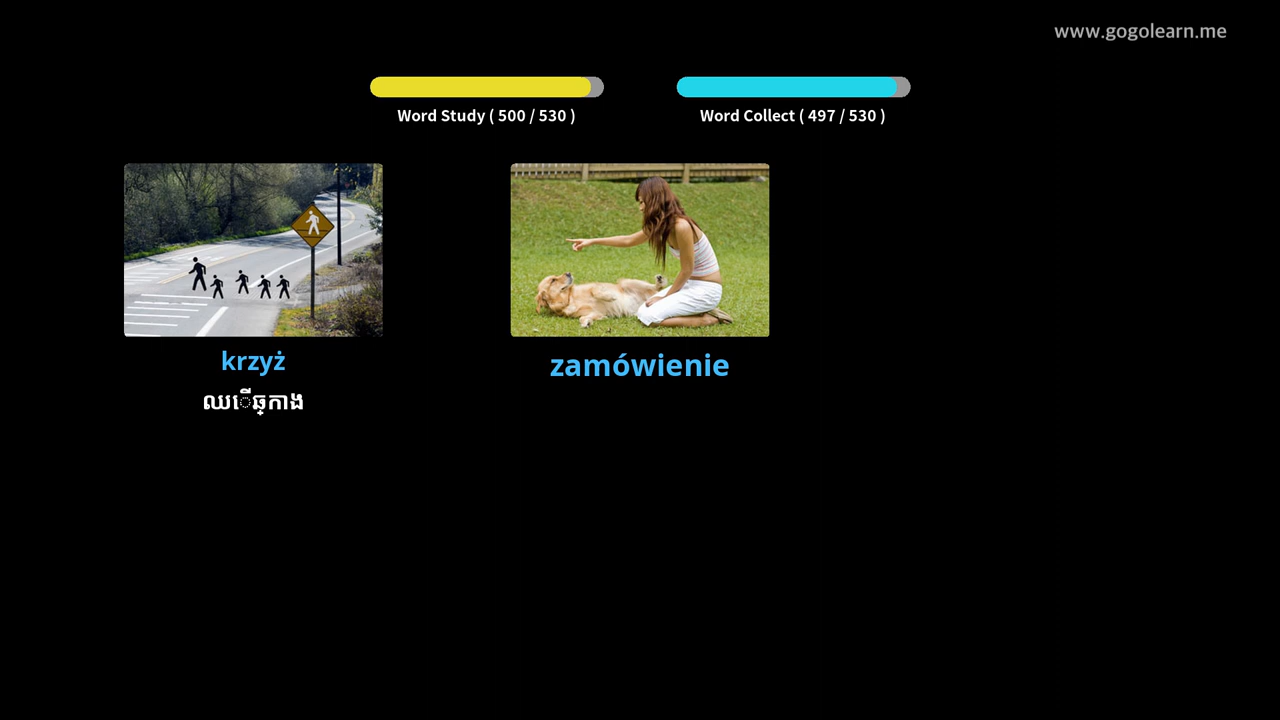 www.gogolearn.me
Word Study ( 500 / 530 )
Word Collect ( 497 / 530 )
krzyż
ឈើឆ្កាង
zamówienie